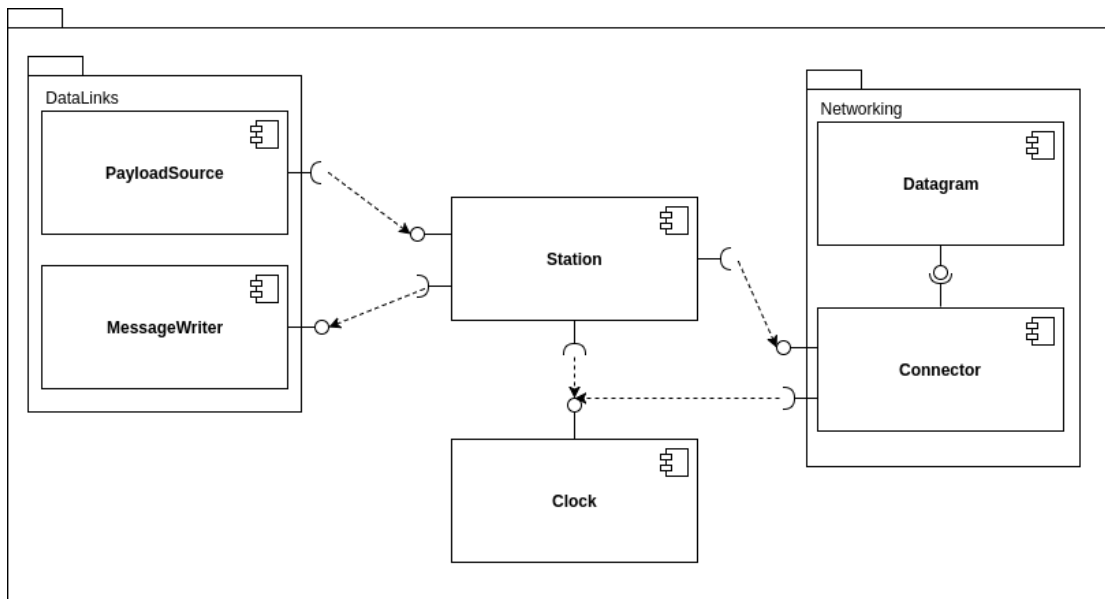 DataLinks
PayloadSource
MessageWriter
Station
Clock
Networking
Datagram
Connector